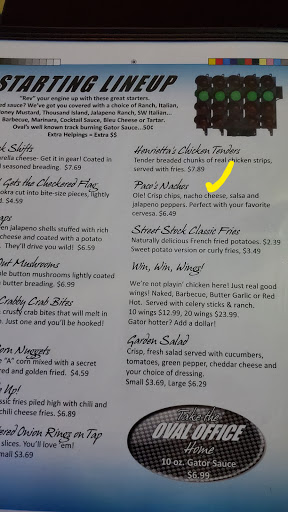 STARTING LINEUP
"Rev" your engine up with these great starters.
sauce? We've got you covered with a choice of Ranch, Italian,
Honey Mustard, Thousand Island, Jalapeno Ranch, SW Italian...
Barbecue, Marinara, Cocktail Sauce, Bleu Cheese or Tartar.
Oval's well known track burning Gator Sauce...50¢
Extra Helpings = Extra $$
Shifts
cheese- Get it in gear! Coated in
seasoned breading. $7.69
Gets the Checkered Flag
okra cut into bite-size pieces, lightly
$4.59
jalapeno shells stuffed with rich
cheese and coated with a potato
They'll drive you wild! $6.59
Out Mushrooms
button mushrooms lightly coated
butter breading. $6.99
Crabby Crab Bites
crusty crab bites that will melt in
Just one and you'll be hooked!
Corn Nuggets
"A" corn mixed with a secret
and golden fried. $4.59
Up!
fries piled high with chili and
chili cheese fries. $6.89
Onion Rings on Tap
slices. You'll love 'em!
$3.69
Henrietta's Chicken Tenders
Tender breaded chunks of real chicken strips,
served with fries. $7.89
Paco's Nachos
Ole! Crisp chips, nacho cheese, salsa and
jalapeno peppers. Perfect with your favorite
cervesa. $6.49
Street Stock Classic Fries
Naturally delicious French fried potatoes. $2.39
Sweet potato version or curly fries, $3.49
Win, Win, Wings!
We're not playin' chicken here! Just real good
wings! Naked, Barbecue, Butter Garlic or Red
Hot. Served with celery sticks & ranch.
10 wings $12.99, 20 wings $23.99.
Gator hotter? Add a dollar!
Garden Salad
Crisp, fresh salad served with cucumbers,
tomatoes, green pepper, cheddar cheese and
your choice of dressing.
Small $3.69, Large $6.29
Take the
OVAL OFFICE
Home
10 oz. Gator Sauce
$6.99